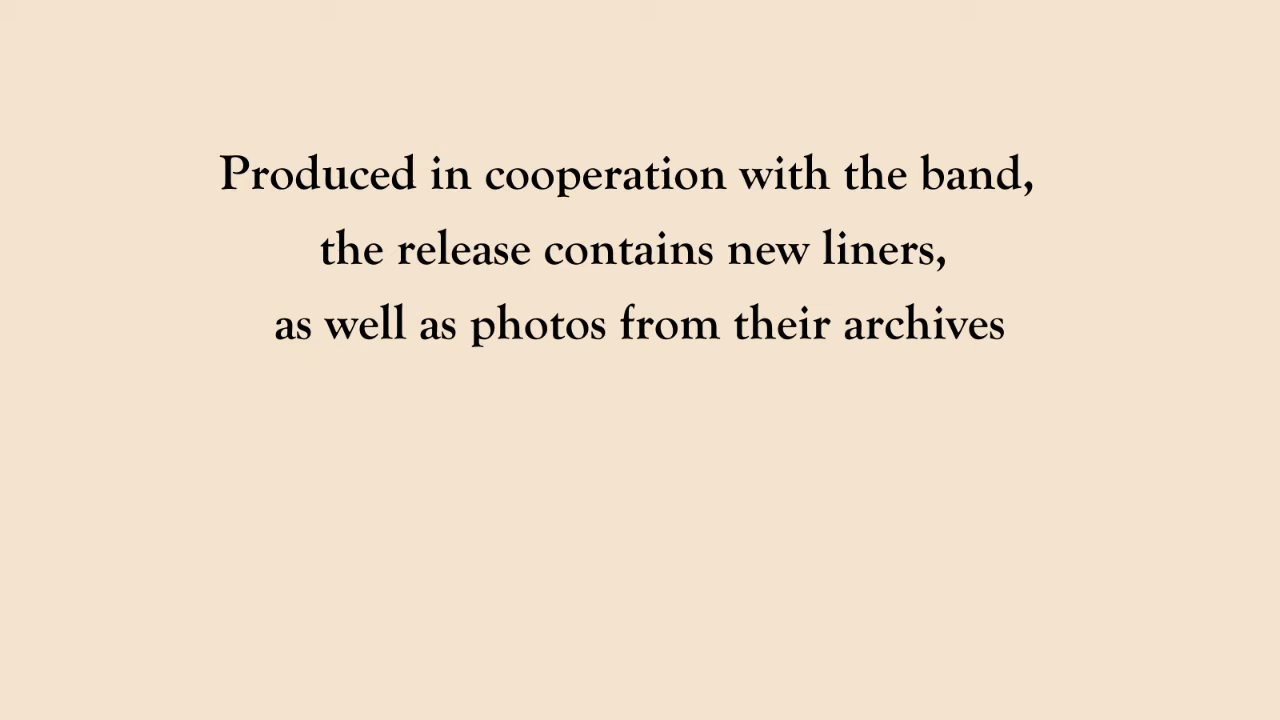 Produced in cooperation with the band,
the release contains new liners,
as well as photos from their archives